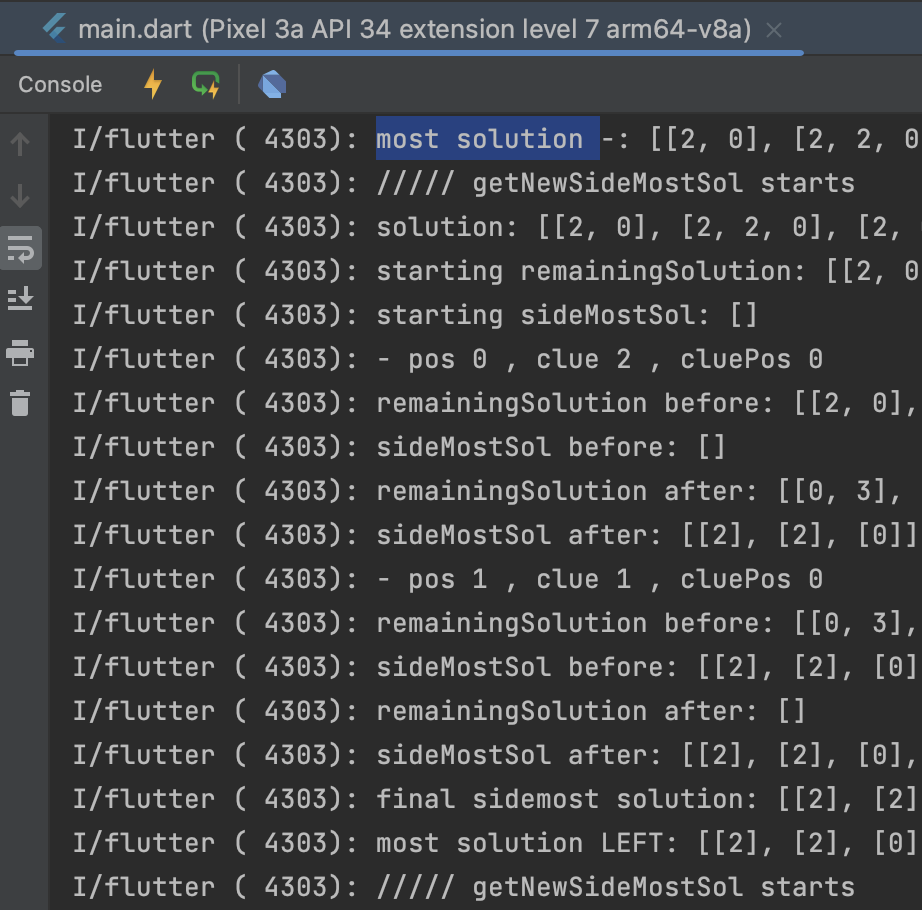 main.dart (Pixel 3a API 34 extension level 7 arm64-v8a)
Console
I/flutter ( 4303): most solution -: [[2, 0], [2, 2, 0
I/flutter ( 4303): ///// getNewSideMostSol starts
I/flutter ( 4303): solution: [[2, 0], [2, 2, 0], [2,
I/flutter ( 4303): starting remainingSolution: [[2, 0
I/flutter ( 4303): starting sideMostSol: []
I/flutter ( 4303): - pos 0 , clue 2 , cluePos 0
I/flutter ( 4303): remainingSolution before: [[2, 0],
I/flutter ( 4303): sideMostSol before: []
I/flutter ( 4303): remainingSolution after: [[0, 3],
I/flutter ( 4303): sideMostSol after: [[2], [2], [0]]
I/flutter ( 4303): - pos 1 , clue 1 , cluePos 0
I/flutter ( 4303): remainingSolution before: [[0, 3],
I/flutter ( 4303): sideMostSol before: [[2], [2], [0]
I/flutter ( 4303): remainingSolution after: []
I/flutter ( 4303): sideMostSol after: [[2], [2], [0],
I/flutter ( 4303): final sidemost solution: [[2], [2]
I/flutter ( 4303): most solution LEFT: [[2], [2], [0]
I/flutter ( 4303): ///// getNewSideMostSol starts